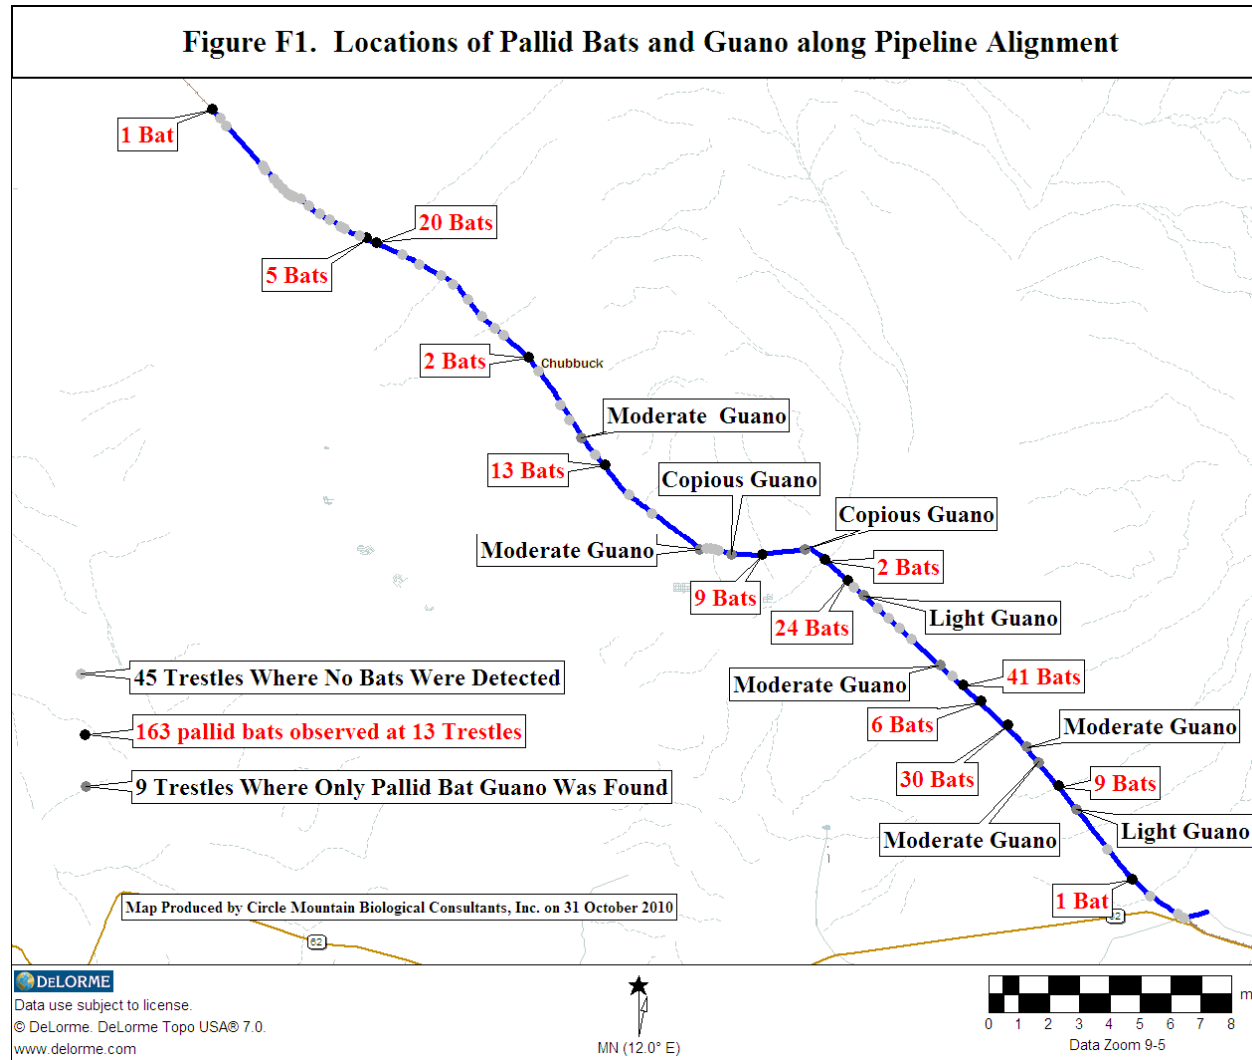 Figure F1. Locations of Pallid Bats and Guano along Pipeline Alignment
1 Bat
20 Bats
5 Bats
2 Bats
Chubbuck
Moderate Guano
13 Bats
Copious Guano
Copious Guano
Moderate Guano
2 Bats
9 Bats
24 Bats
Light Guano
45 Trestles Where No Bats Were Detected
Moderate Guano
41 Bats
163 pallid bats observed at 13 Trestles
6 Bats
Moderate Guano
30 Bats
9 Bats
9 Trestles Where Only Pallid Bat Guano Was Found
Moderate Guano
Light Guano
1 Bat
Map Produced by Circle Mountain Biological Consultants, Inc. on 31 October 2010
62
DELORME
Data use subject to license.
© DeLorme. DeLorme Topo USA® 7.0.
www.delorme.com
MN (12.0° E)
0 1 2 3 4 5 6 7 8
Data Zoom 9-5